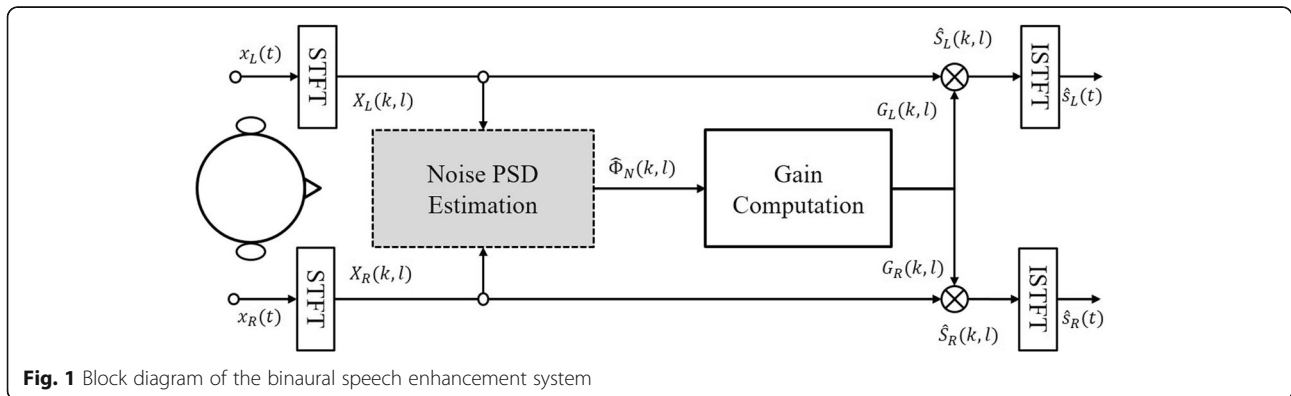 x_L(t)
STFT
X_L(k,l)
Ŝ_L(k,l)
ISTFT
ŝ_L(t)
G_L(k,l)
Noise PSD
Estimation
Φ̂_N(k,l)
Gain
Computation
X_R(k,l)
G_R(k,l)
x_R(t)
STFT
Ŝ_R(k,l)
ISTFT
ŝ_R(t)
Fig. 1 Block diagram of the binaural speech enhancement system